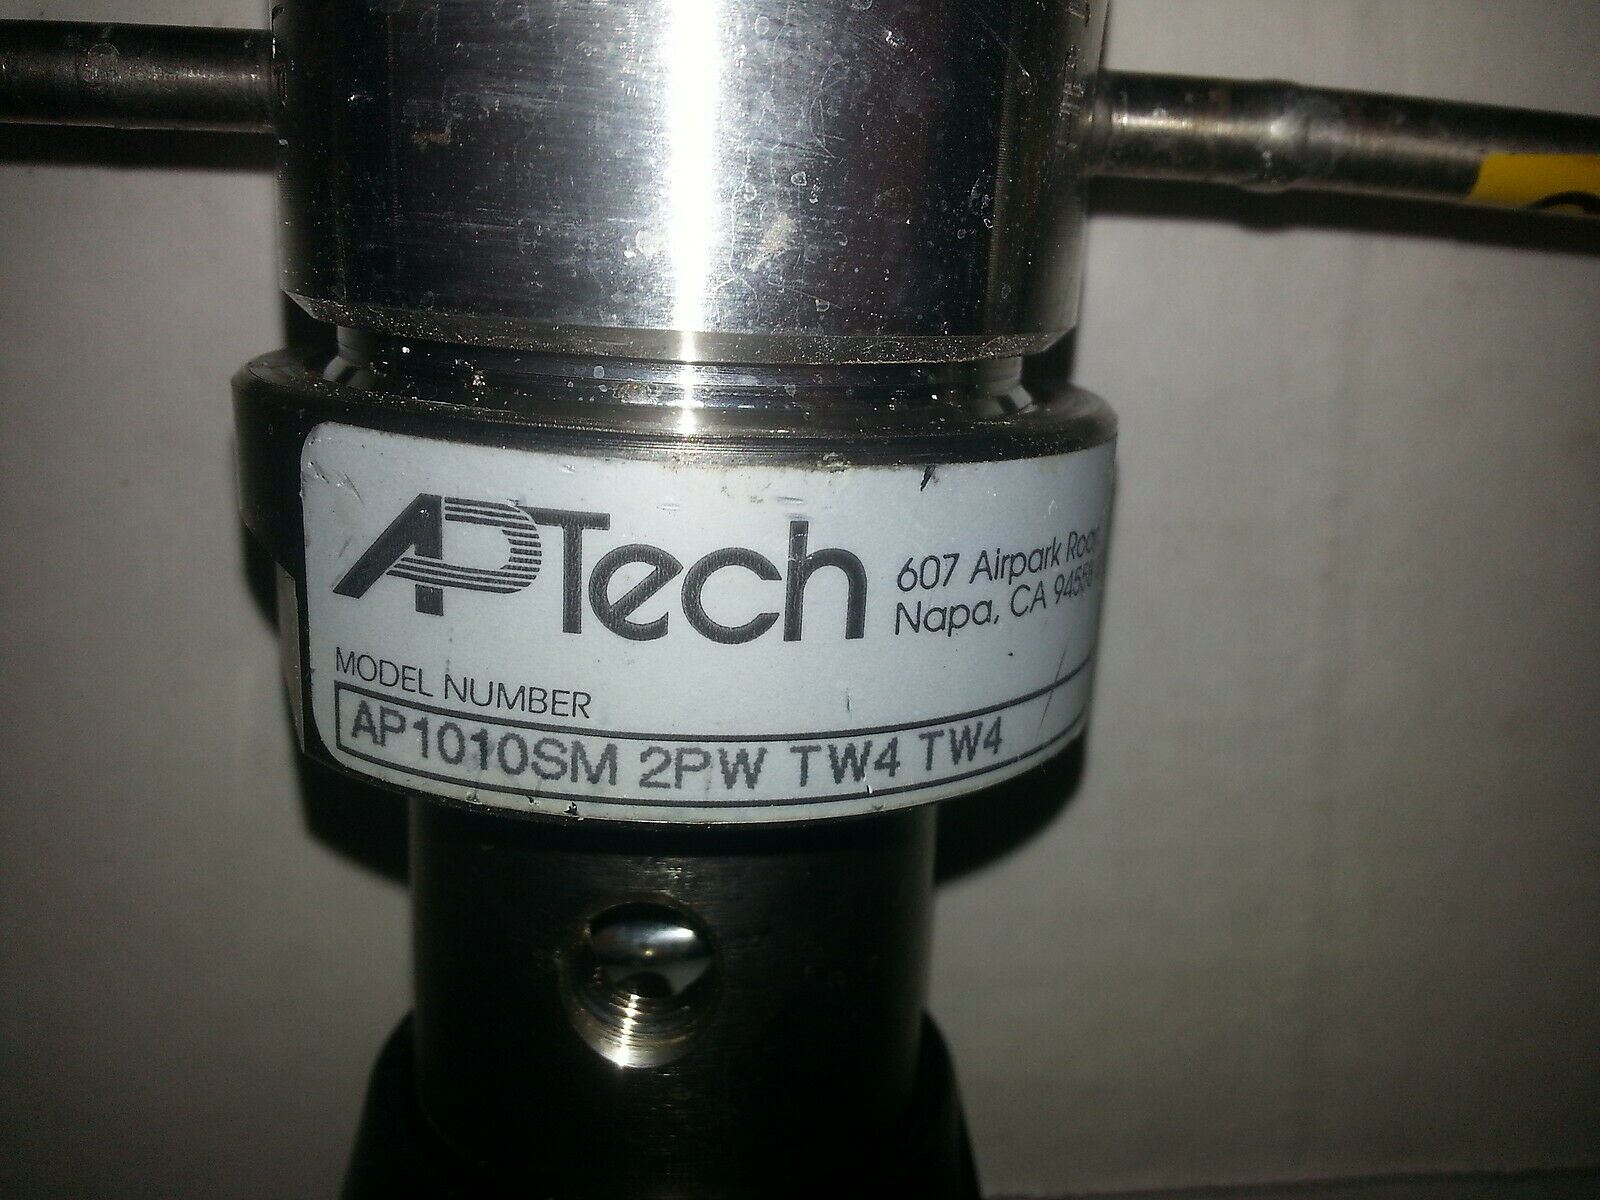 APTech
607 Airpark Road
Napa, CA
MODEL NUMBER
AP1010SM 2PW TW4 TW4